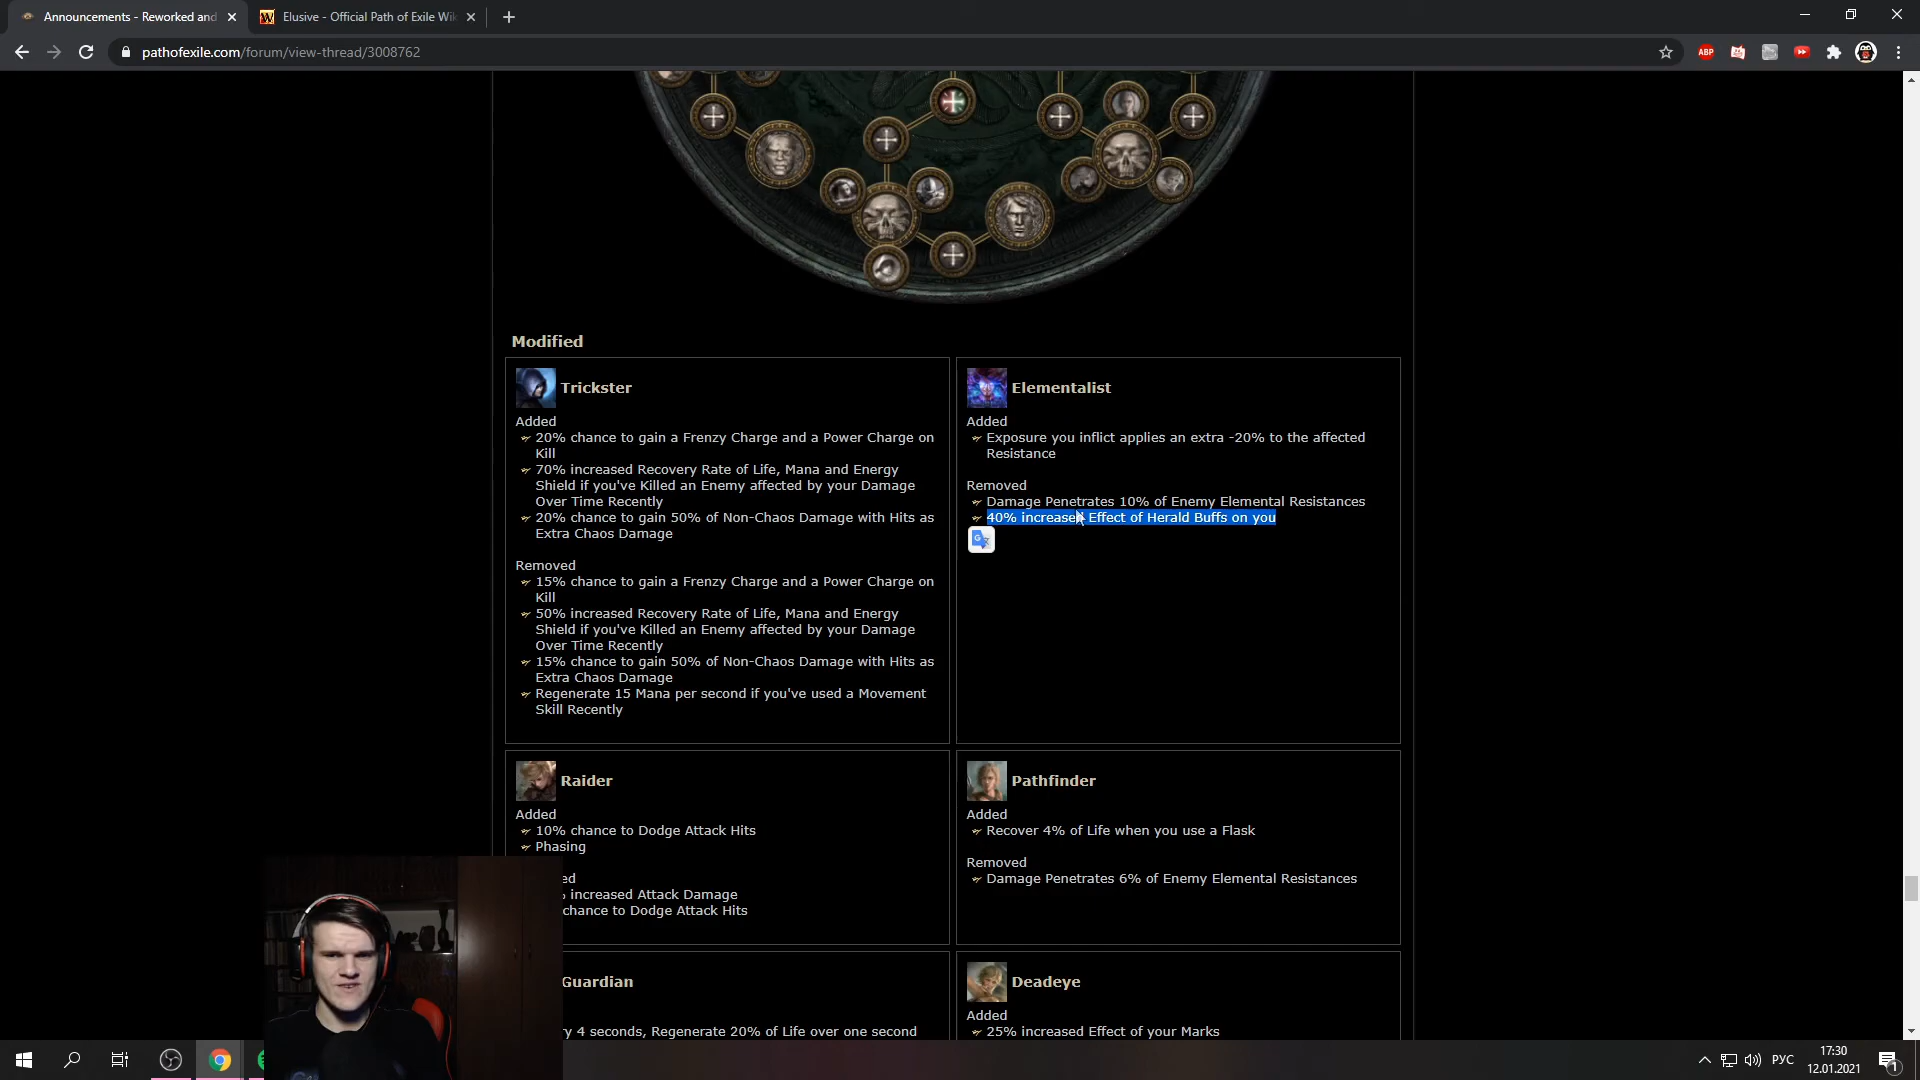 Announcements - Reworked and
Elusive - Official Path of Exile Wik
pathofexile.com/forum/view-thread/3008762
ABP
Modified
Trickster
Added
20% chance to gain a Frenzy Charge and a Power Charge on
Kill
70% increased Recovery Rate of Life, Mana and Energy
Shield if you've Killed an Enemy affected by your Damage
Over Time Recently
20% chance to gain 50% of Non-Chaos Damage with Hits as
Extra Chaos Damage
Removed
15% chance to gain a Frenzy Charge and a Power Charge on
Kill
50% increased Recovery Rate of Life, Mana and Energy
Shield if you've Killed an Enemy affected by your Damage
Over Time Recently
15% chance to gain 50% of Non-Chaos Damage with Hits as
Extra Chaos Damage
Regenerate 15 Mana per second if you've used a Movement
Skill Recently
Elementalist
Added
Exposure you inflict applies an extra -20% to the affected
Resistance
Removed
Damage Penetrates 10% of Enemy Elemental Resistances
40% increased Effect of Herald Buffs on you
Raider
Added
10% chance to Dodge Attack Hits
Phasing
ed
increased Attack Damage
chance to Dodge Attack Hits
Pathfinder
Added
Recover 4% of Life when you use a Flask
Removed
Damage Penetrates 6% of Enemy Elemental Resistances
Guardian
ry 4 seconds, Regenerate 20% of Life over one second
Deadeye
Added
25% increased Effect of your Marks
РУС
17:30
12.01.2021
1